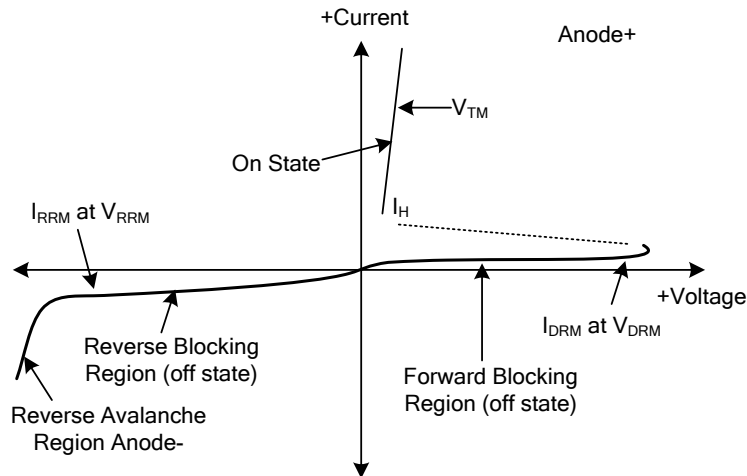 +Current
Anode+
V_TM
On State
I_RRM at V_RRM
I_H
+Voltage
I_DRM at V_DRM
Reverse Blocking
Region (off state)
Forward Blocking
Region (off state)
Reverse Avalanche
Region Anode-